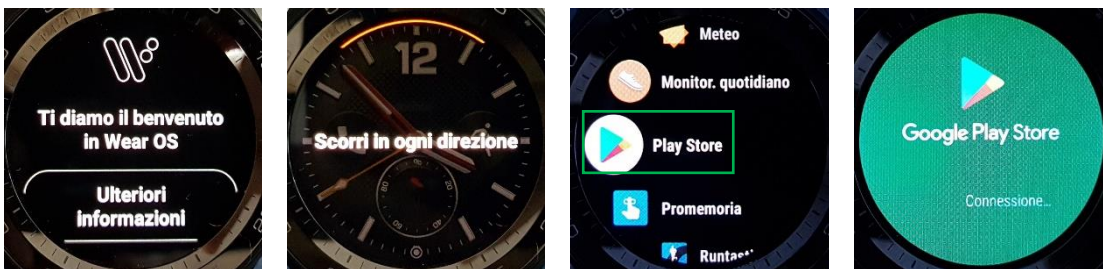 Ti diamo il benvenuto
in Wear OS
Ulteriori
informazioni
12
Scorri in ogni direzione
Meteo
Monitor. quotidiano
Play Store
Promemoria
Google Play Store
Connessione...